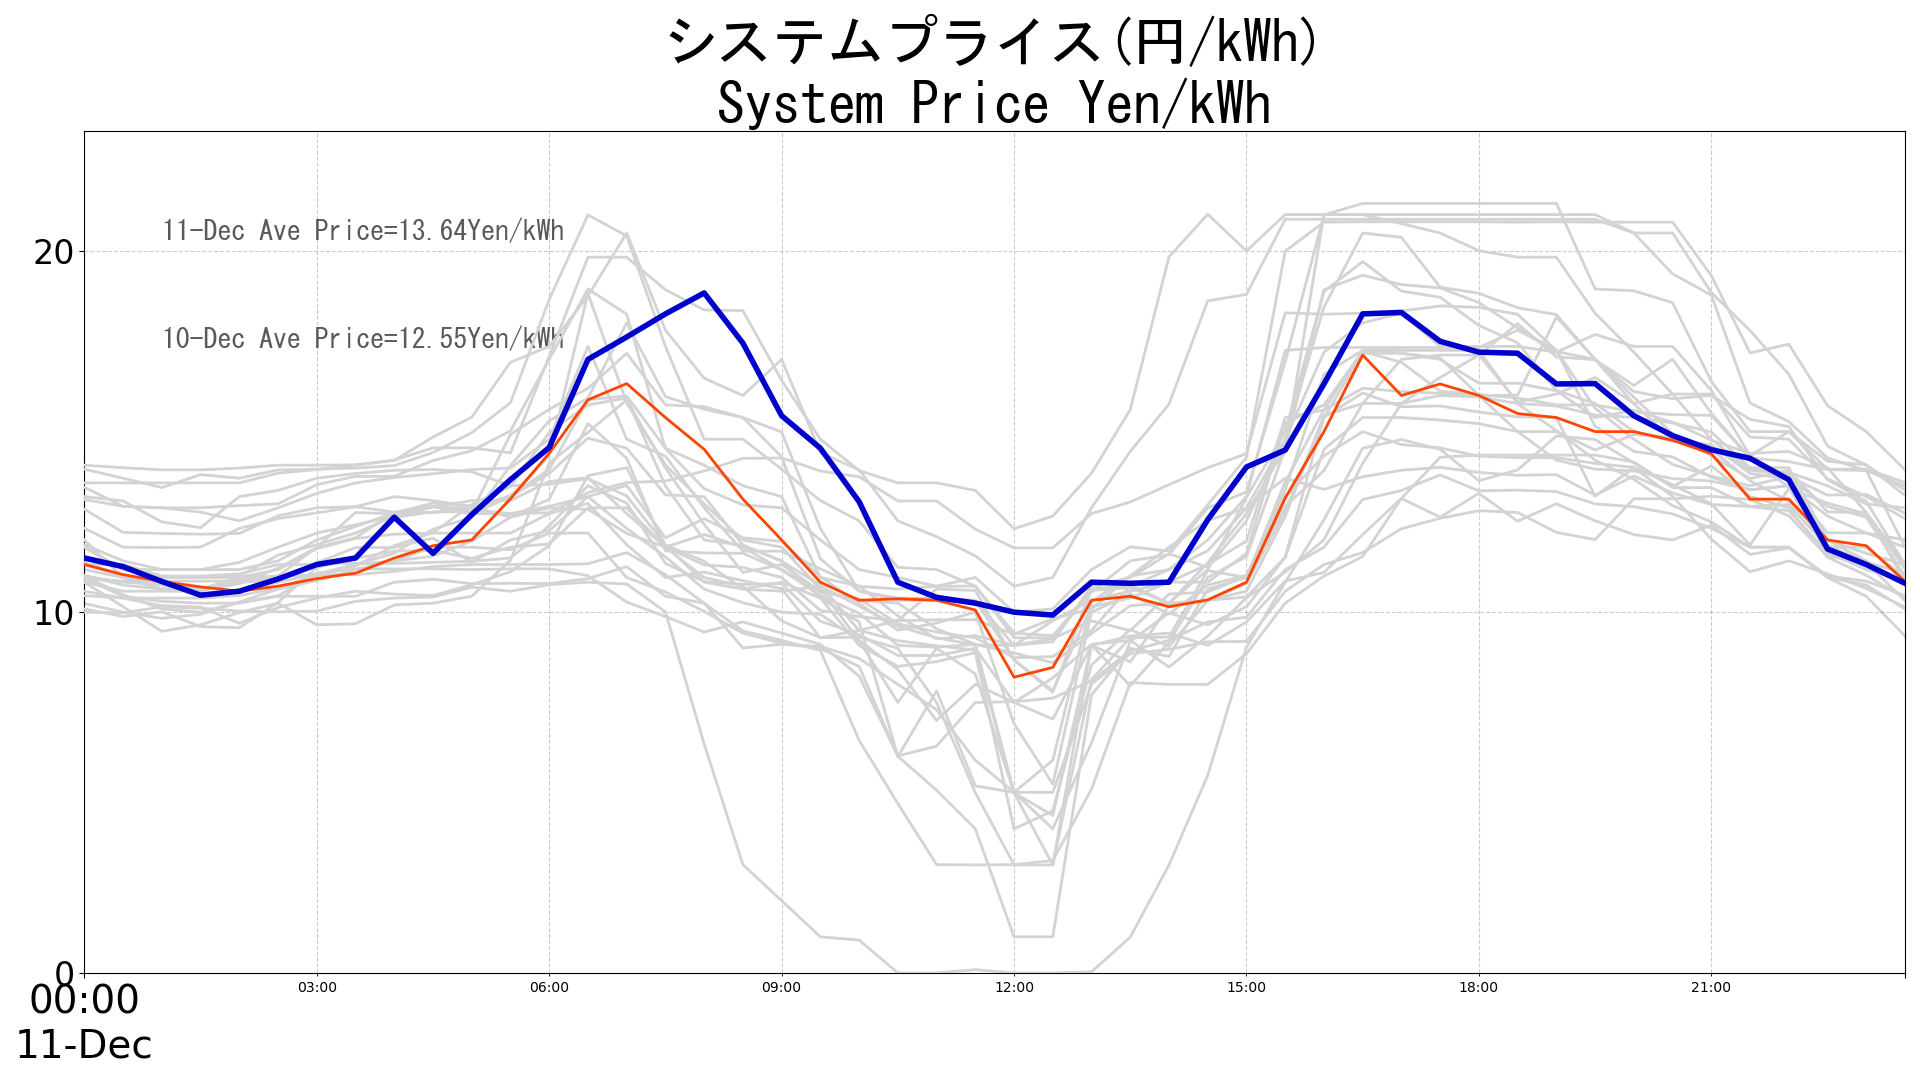 システムプライス(円/kWh)
System Price Yen/kWh
11-Dec Ave Price=13.64Yen/kWh
10-Dec Ave Price=12.55Yen/kWh
20
10
0
00:00
03:00
06:00
09:00
12:00
15:00
18:00
21:00
11-Dec